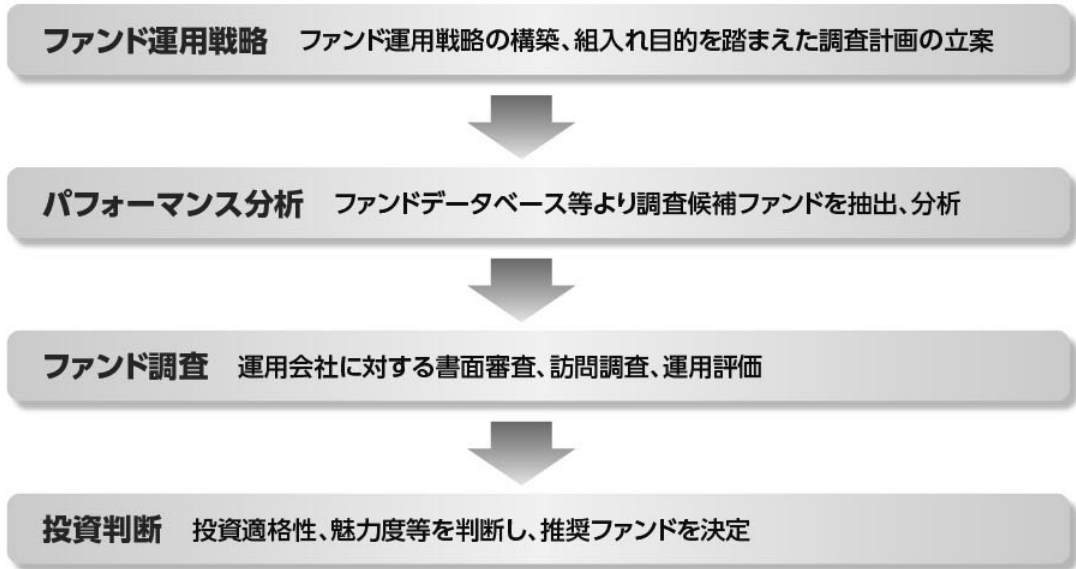 ファンド運用戦略 ファンド運用戦略の構築、組入れ目的を踏まえた調査計画の立案
パフォーマンス分析 ファンドデータベース等より調査候補ファンドを抽出、分析
ファンド調査 運用会社に対する書面審査、訪問調査、運用評価
投資判断 投資適格性、魅力度等を判断し、推奨ファンドを決定